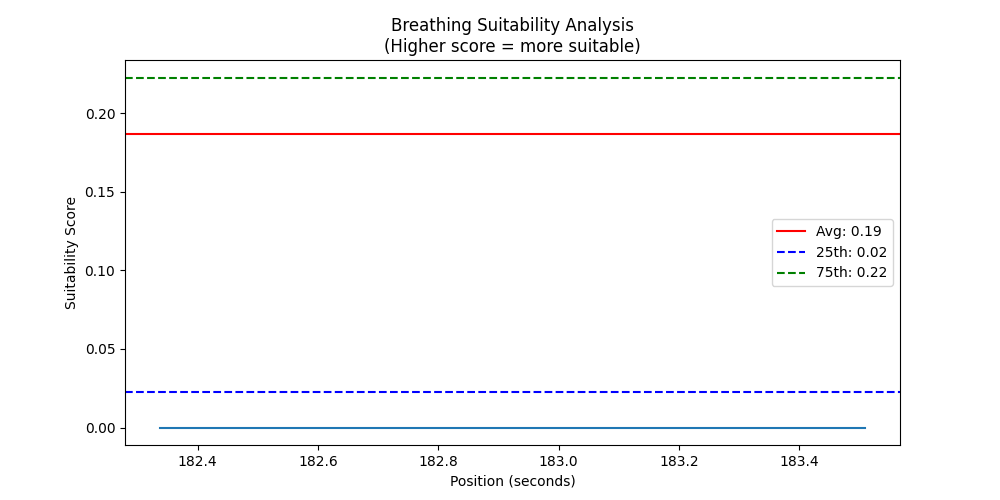 Breathing Suitability Analysis
(Higher score = more suitable)
Suitability Score
0.20
0.15
0.10
0.05
0.00
Avg: 0.19
25th: 0.02
75th: 0.22
182.4 182.6 182.8 183.0 183.2 183.4
Position (seconds)